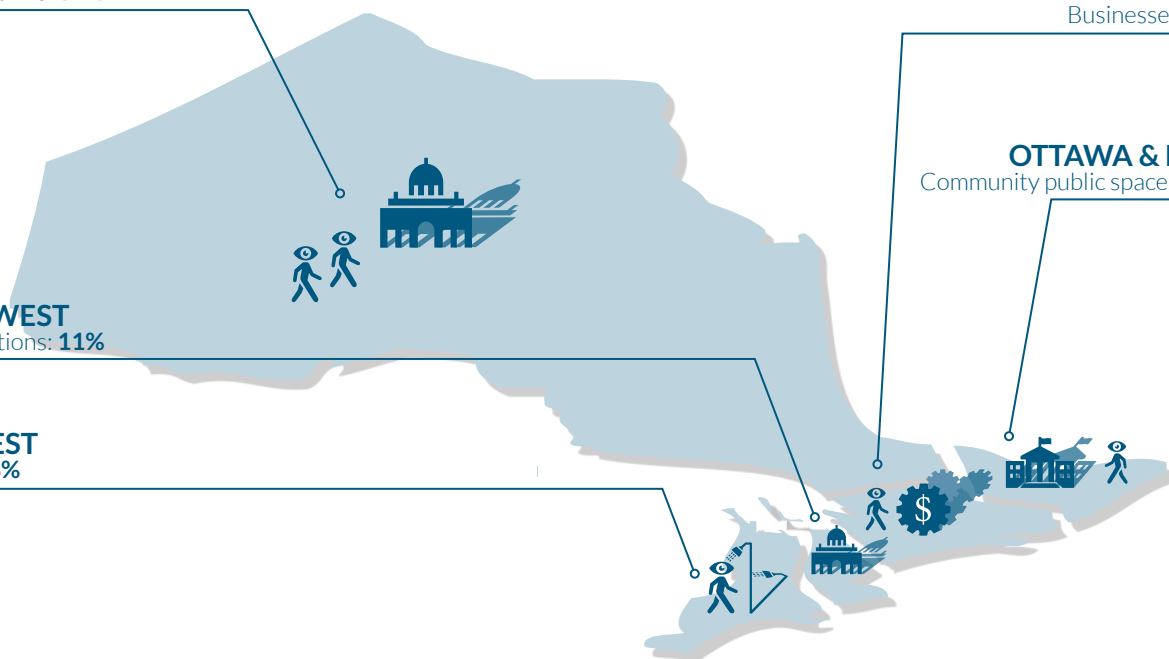 Businesse
OTTAWA &
Community public space
WEST
tions: 11%
EST
%
$